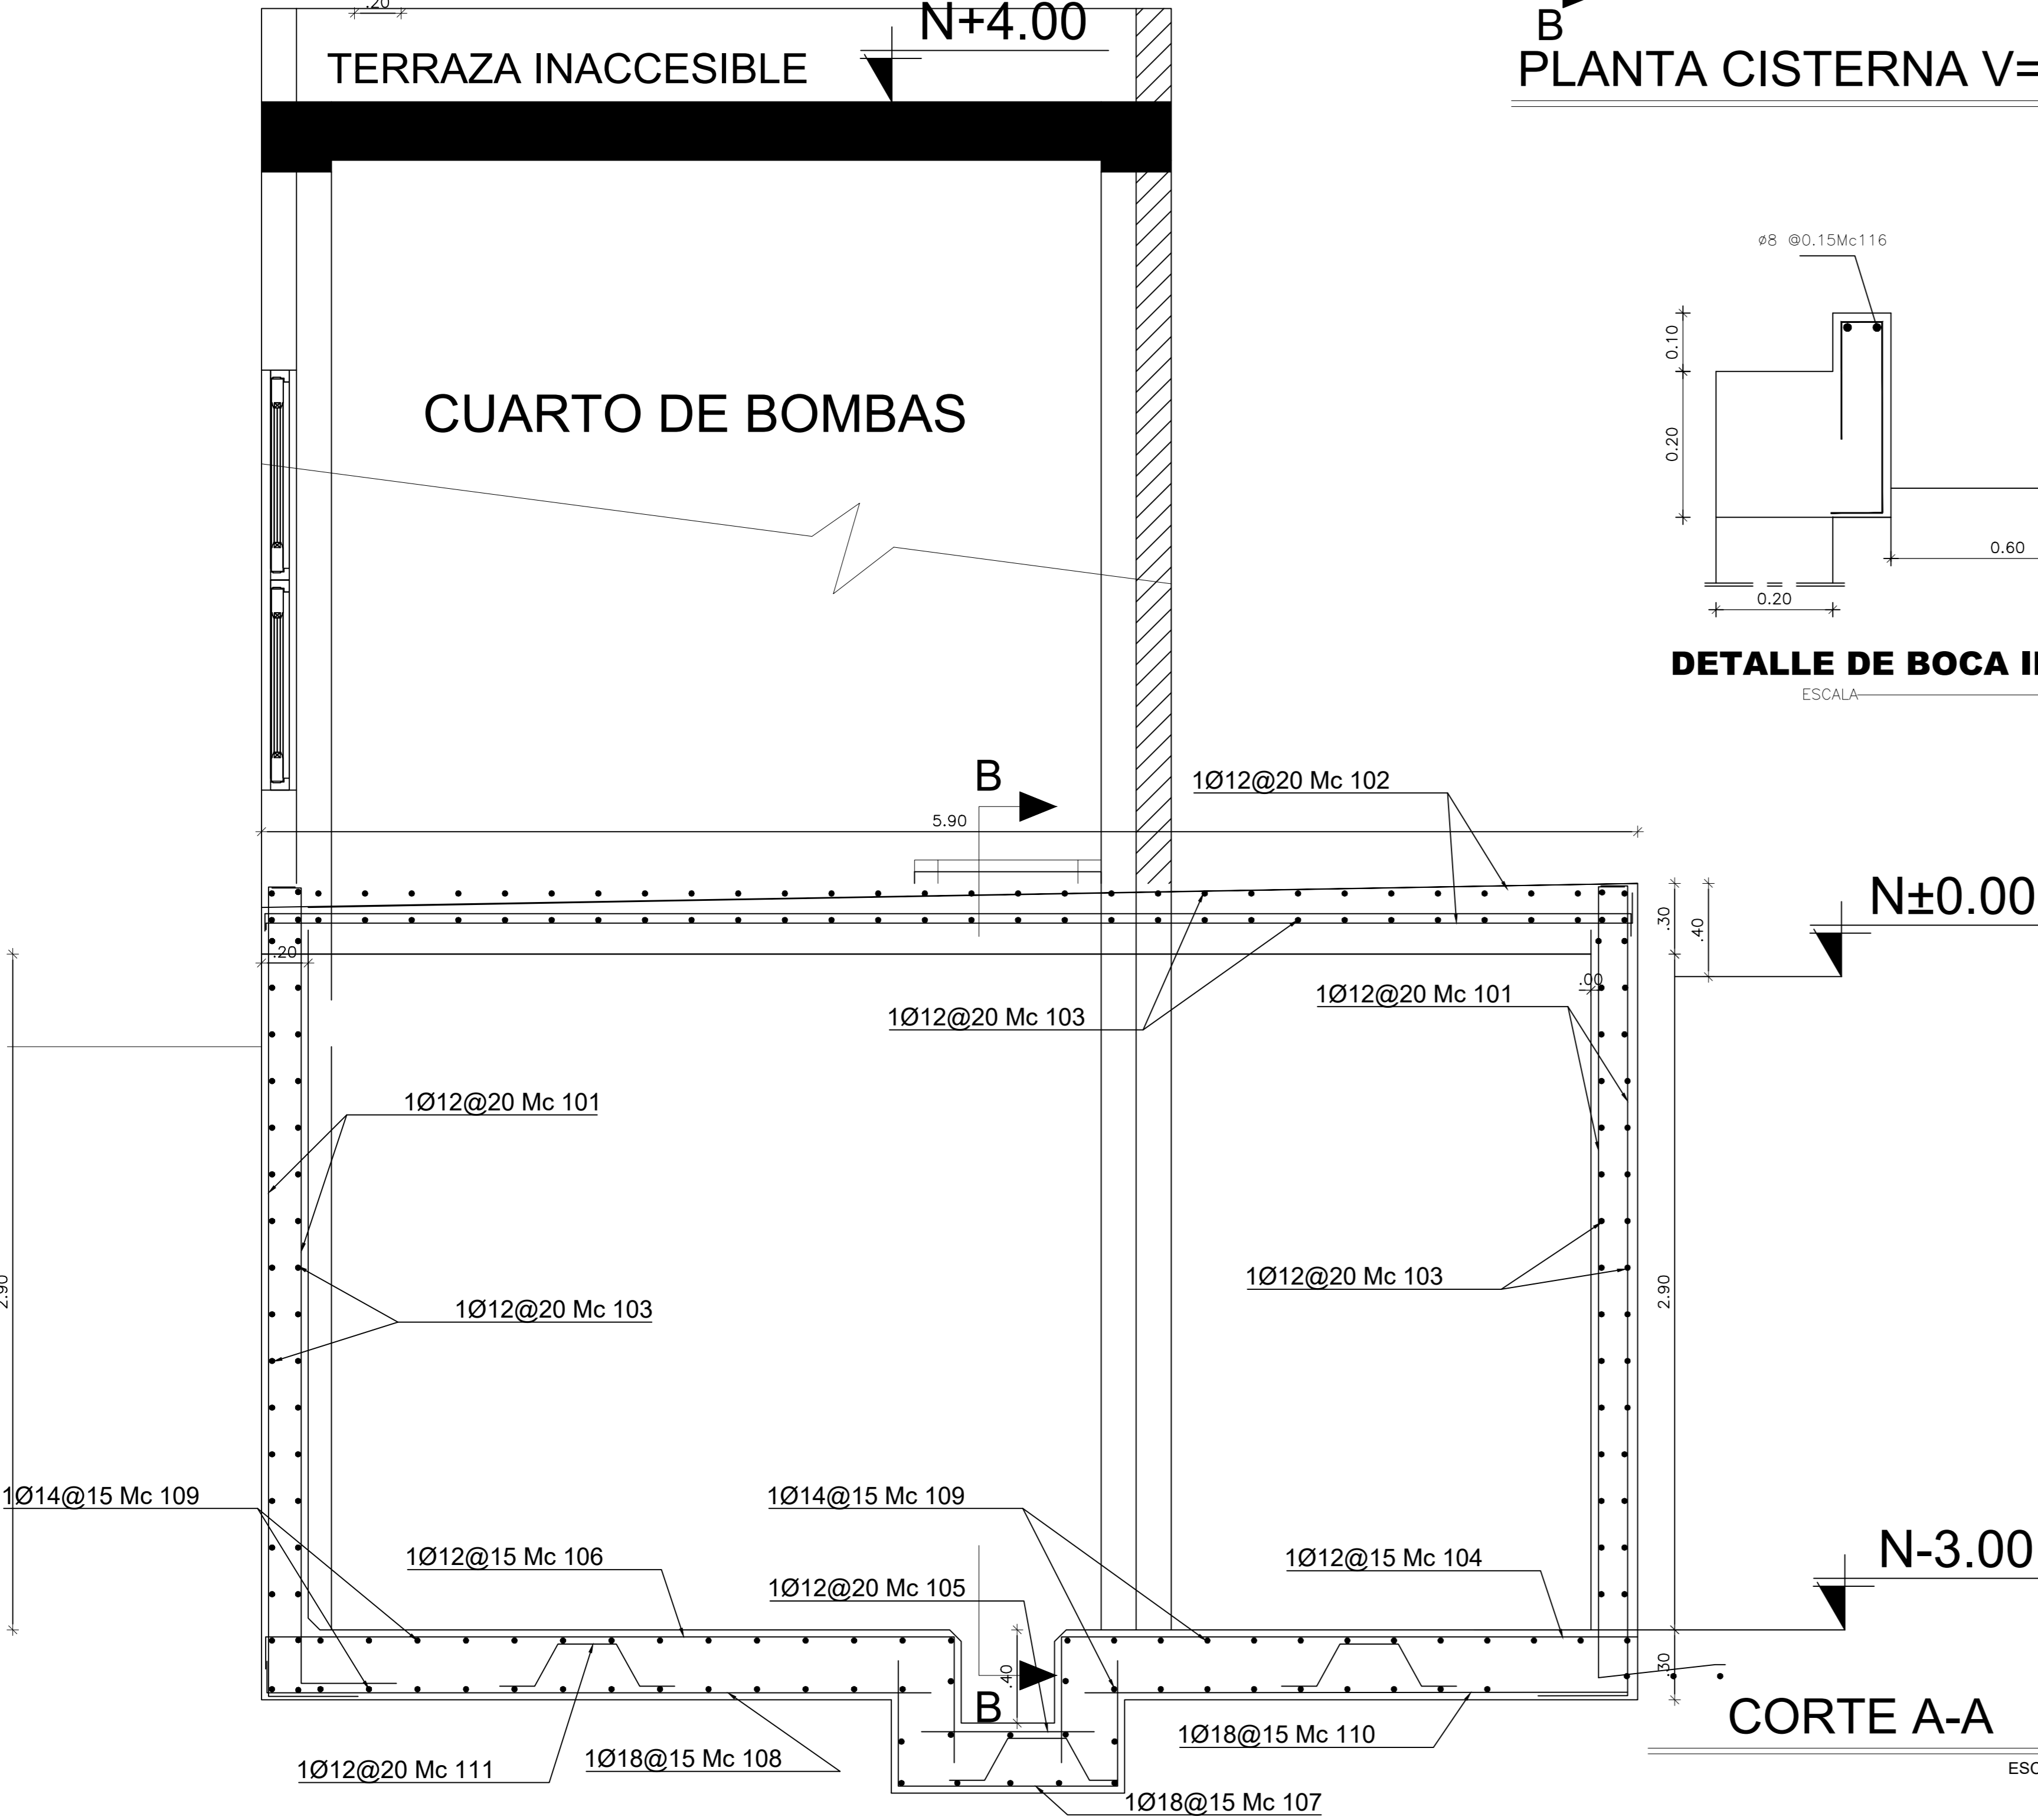 .20
N+4.00
TERRAZA INACCESIBLE
B
PLANTA CISTERNA V=
CUARTO DE BOMBAS
ø8 @0.15Mc116
0.10
0.20
0.60
0.20
DETALLE DE BOCA
ESCALA
B
5.90
1Ø12@20 Mc 102
N±0.00
.30
.40
.20
.00
1Ø12@20 Mc 103
1Ø12@20 Mc 101
1Ø12@20 Mc 101
1Ø12@20 Mc 103
1Ø12@20 Mc 103
2.90
2.90
1Ø14@15 Mc 109
1Ø14@15 Mc 109
1Ø12@15 Mc 106
1Ø12@20 Mc 105
1Ø12@15 Mc 104
N-3.00
.40
.30
B
CORTE A-A
ESC
1Ø12@20 Mc 111
1Ø18@15 Mc 108
1Ø18@15 Mc 110
1Ø18@15 Mc 107